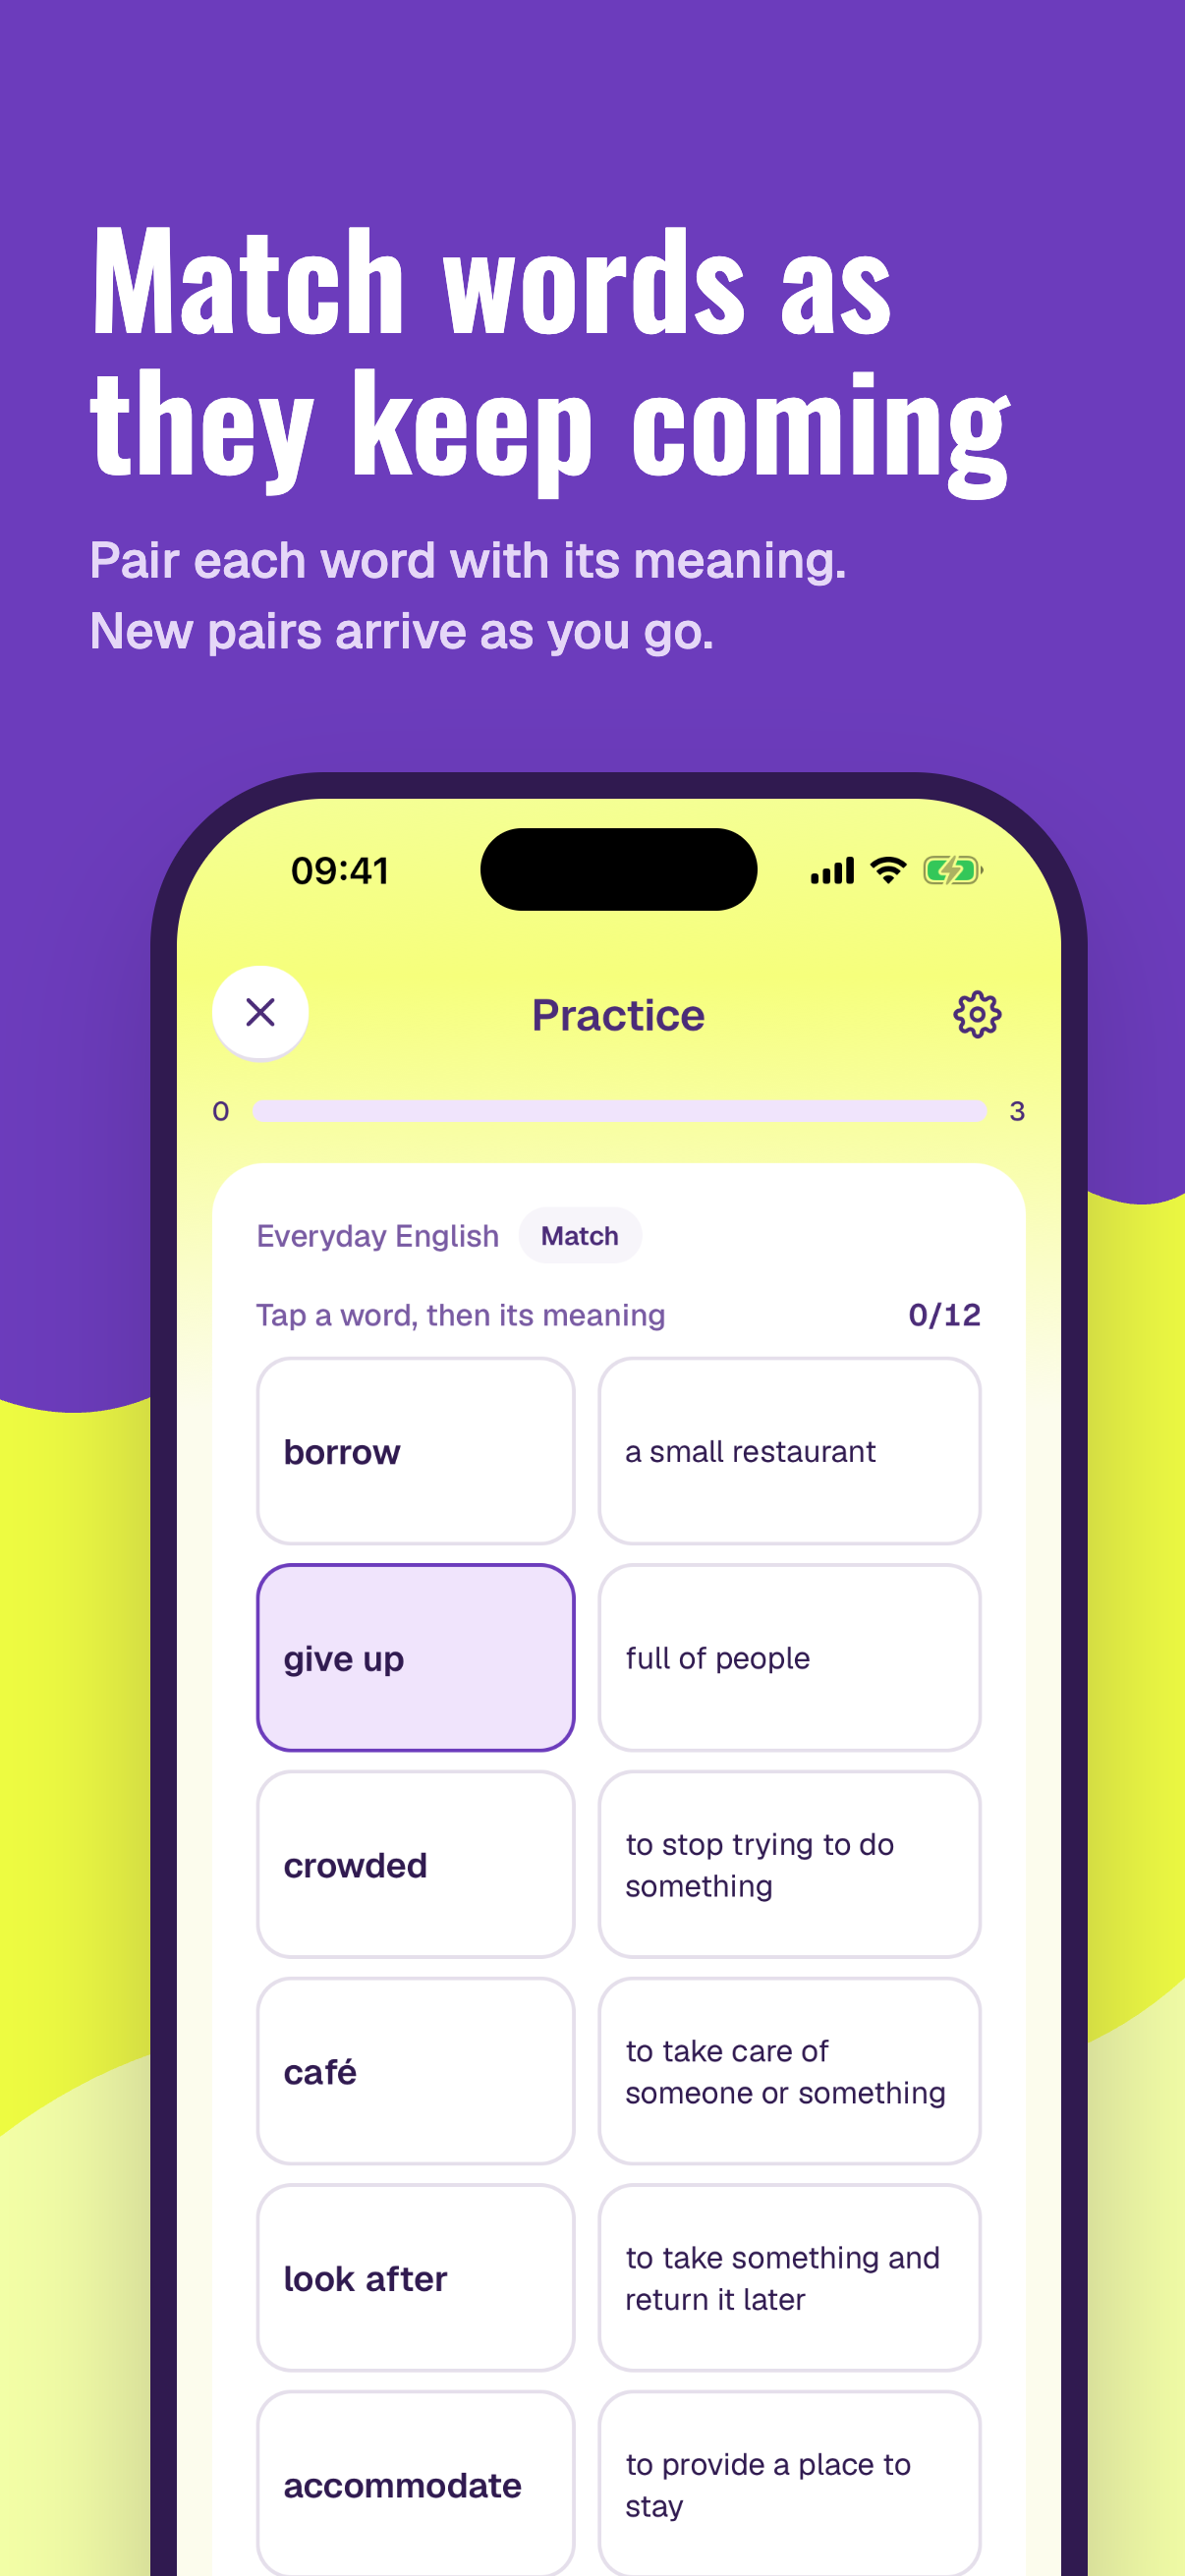 Match words as
they keep coming
Pair each word with its meaning.
New pairs arrive as you go.
09:41
Practice
0
3
Everyday English
Match
Tap a word, then its meaning
0/12
borrow
a small restaurant
give up
full of people
crowded
to stop trying to do
something
café
to take care of
someone or something
look after
to take something and
return it later
accommodate
to provide a place to
stay